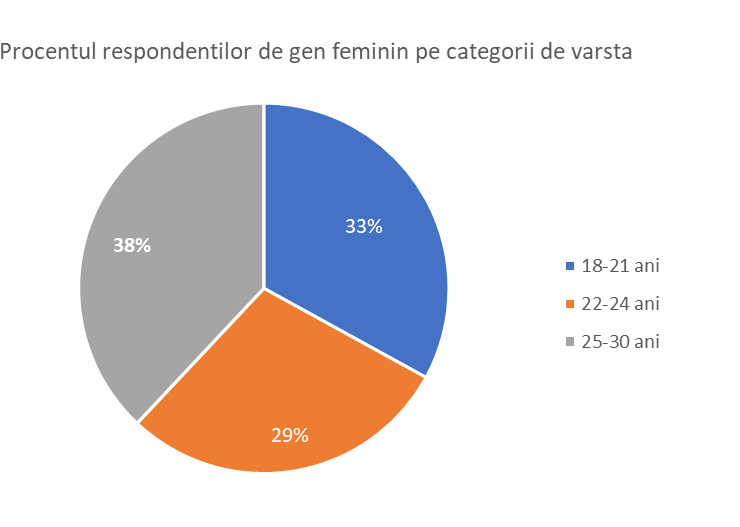 Procentul respondentilor de gen feminin pe categorii de varsta
33%
38%
29%
18-21 ani
22-24 ani
25-30 ani